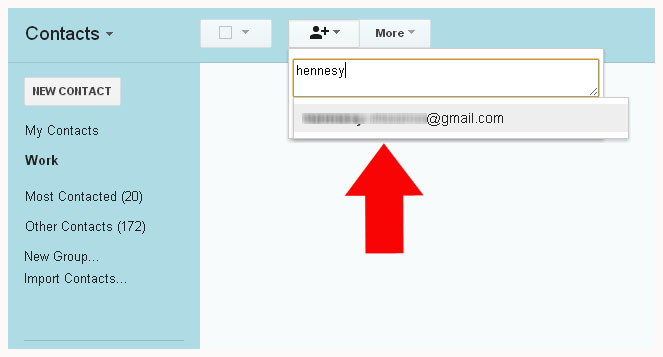 Contacts
More
hennesy
@gmail.com
NEW CONTACT
My Contacts
Work
Most Contacted (20)
Other Contacts (172)
New Group...
Import Contacts...